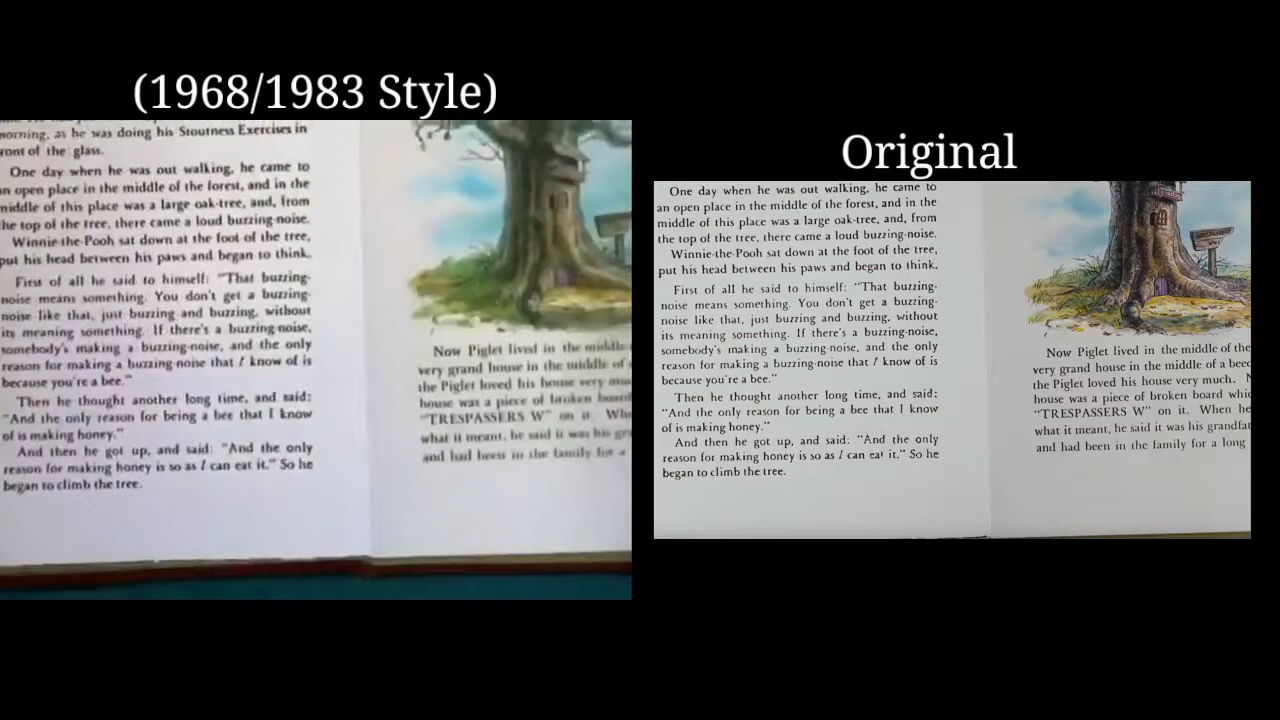 (1968/1983 Style)
morning, as he was doing his Stoutness Exercises in
front of the glass.
One day when he was out walking, he came to
an open place in the middle of the forest, and in the
middle of this place was a large oak-tree, and, from
the top of the tree, there came a loud buzzing-noise.
Winnie-the-Pooh sat down at the foot of the tree,
put his head between his paws and began to think.
First of all he said to himself: "That buzzing-
noise means something. You don't get a buzzing-
noise like that, just buzzing and buzzing, without
its meaning something. If there's a buzzing-noise,
somebody's making a buzzing-noise, and the only
reason for making a buzzing-noise that I know of is
because you're a bee."
Then he thought another long time, and said:
"And the only reason for being a bee that I know
of is making honey."
And then he got up, and said: "And the only
reason for making honey is so as I can eat it." So he
began to climb the tree.
Now Piglet lived in the middle
very grand house in the middle of
the Piglet loved his house very
house was a piece of broken board
"TRESPASSERS W" on it.
what it meant, he said it was his
and had been in the family for a
Original
One day when he was out walking, he came to
an open place in the middle of the forest, and in the
middle of this place was a large oak-tree, and, from
the top of the tree, there came a loud buzzing-noise.
Winnie-the-Pooh sat down at the foot of the tree,
put his head between his paws and began to think.
First of all he said to himself: "That buzzing-
noise means something. You don't get a buzzing-
noise like that, just buzzing and buzzing, without
its meaning something. If there's a buzzing-noise,
somebody's making a buzzing-noise, and the only
reason for making a buzzing-noise that I know of is
because you're a bee."
Then he thought another long time, and said:
"And the only reason for being a bee that I know
of is making honey."
And then he got up, and said: "And the only
reason for making honey is so as I can eat it." So he
began to climb the tree.
Now Piglet lived in the middle of the
very grand house in the middle of a beec
the Piglet loved his house very much.
house was a piece of broken board whic
"TRESPASSERS W" on it. When he
what it meant, he said it was his grandfat
and had been in the family for a long